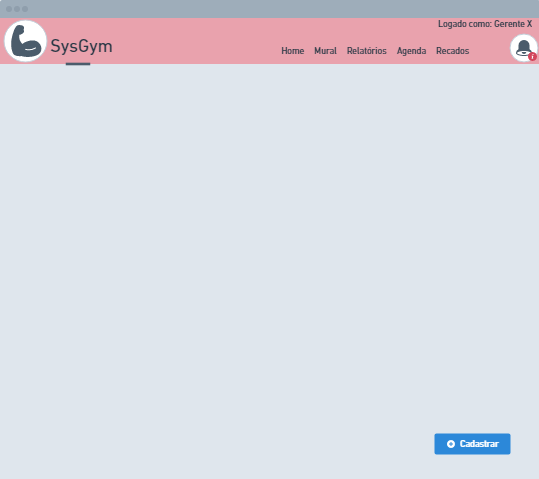 Logado como: Gerente X
SysGym
Home Mural Relatórios Agenda Recados
Cadastrar